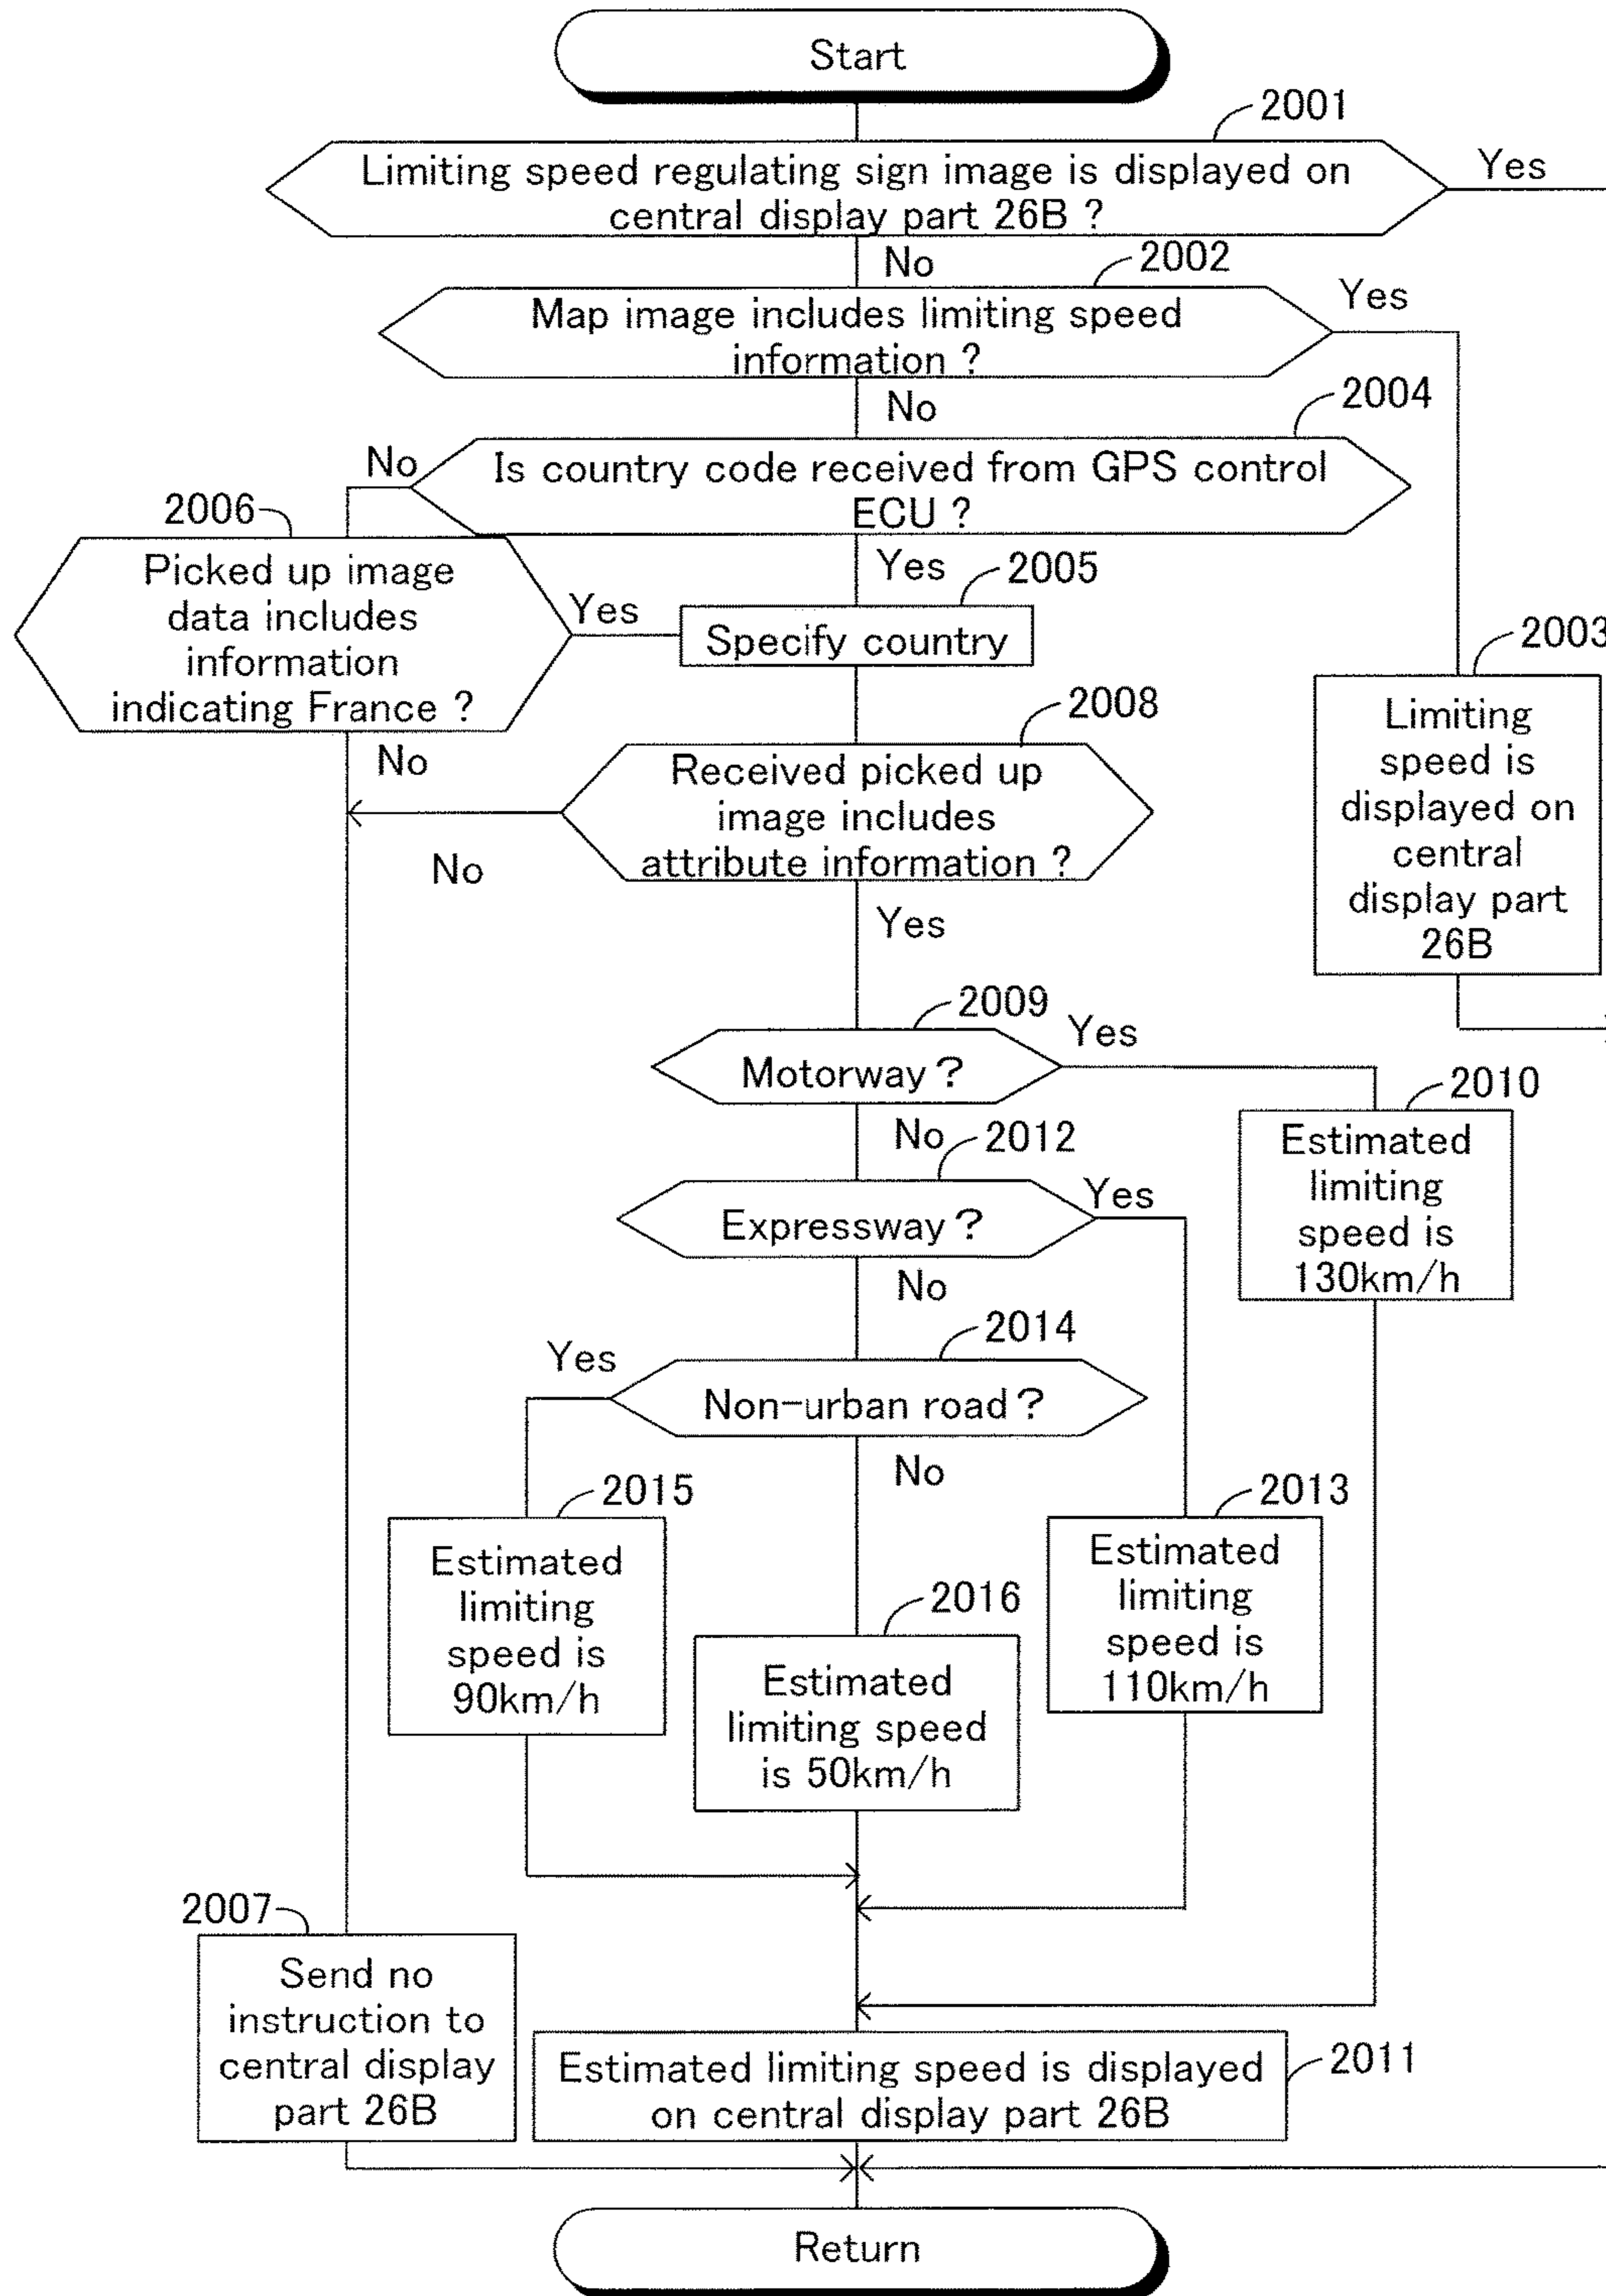 Start
2001
Limiting speed regulating sign image is displayed on
central display part 26B ?
Yes
No
2002
Map image includes limiting speed
information ?
Yes
No
2004
No
Is country code received from GPS control
ECU ?
2006
Yes
2005
Picked up image
data includes
information
indicating France ?
Yes
Specify country
2003
Limiting
speed is
displayed on
central
display part
26B
No
2008
Received picked up
image includes
attribute information ?
No
Yes
2009
Motorway ?
Yes
2010
Estimated
limiting
speed is
130km/h
No
2012
Expressway ?
Yes
No
2014
Yes
Non-urban road ?
No
2015
Estimated
limiting
speed is
90km/h
2016
Estimated
limiting speed
is 50km/h
2013
Estimated
limiting
speed is
110km/h
2007
Send no
instruction to
central display
part 26B
Estimated limiting speed is displayed
on central display part 26B
2011
Return